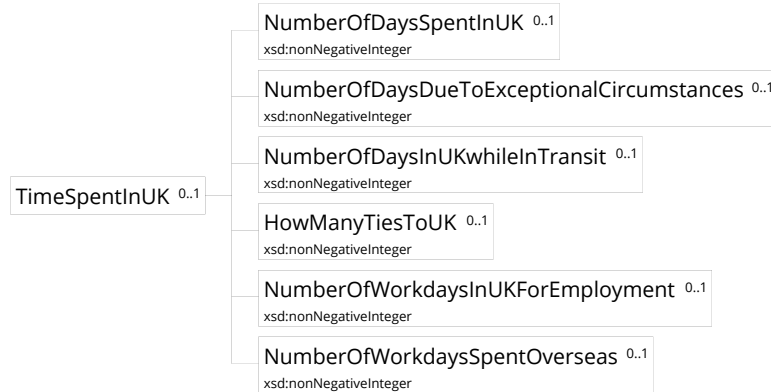 NumberOfDaysSpentInUK 0..1
xsd:nonNegativeInteger
NumberOfDaysDueToExceptionalCircumstances 0..1
xsd:nonNegativeInteger
NumberOfDaysInUKwhileInTransit 0..1
xsd:nonNegativeInteger
TimeSpentInUK 0..1
HowManyTiesToUK 0..1
xsd:nonNegativeInteger
NumberOfWorkdaysInUKForEmployment 0..1
xsd:nonNegativeInteger
NumberOfWorkdaysSpentOverseas 0..1
xsd:nonNegativeInteger